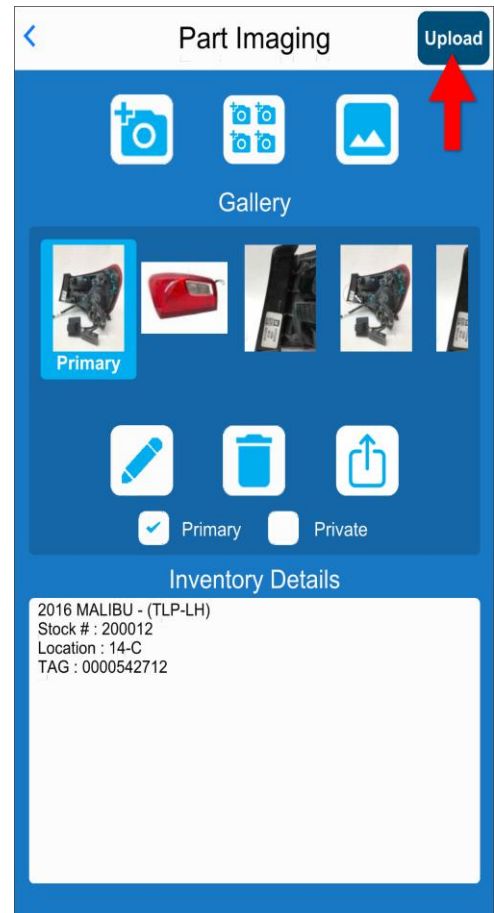 Part Imaging
Upload
Gallery
Primary
Primary
Private
Inventory Details
2016 MALIBU - (TLP-LH)
Stock # : 200012
Location : 14-C
TAG : 0000542712